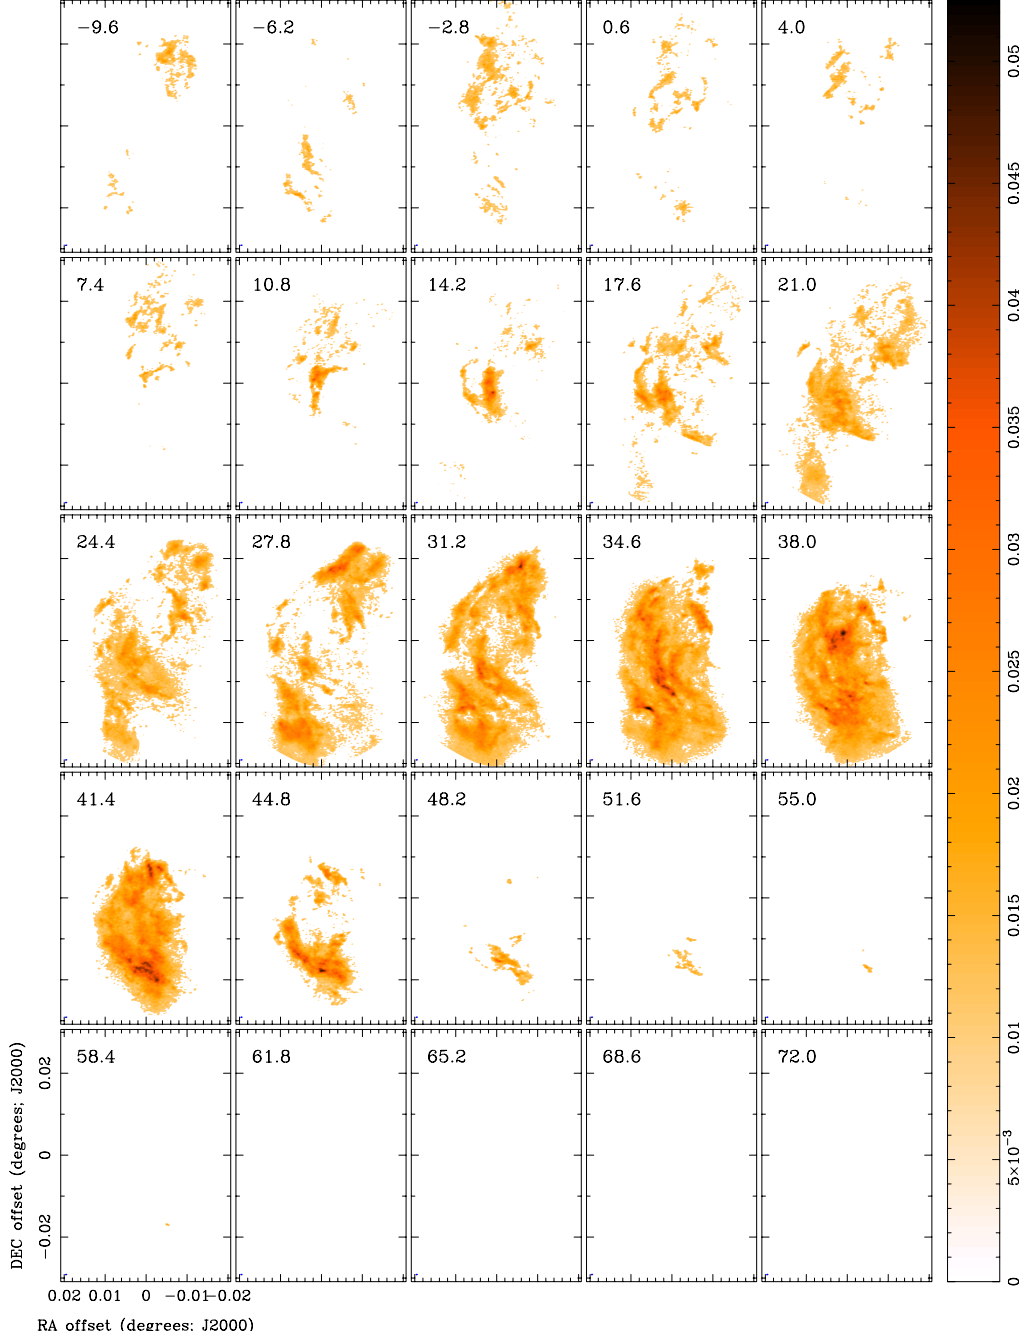 −9.6 −6.2 −2.8 0.6 4.0
7.4 10.8 14.2 17.6 21.0
24.4 27.8 31.2 34.6 38.0
41.4 44.8 48.2 51.6 55.0
58.4 61.8 65.2 68.6 72.0
DEC offset (degrees; J2000)
0.02
0
−0.02
0.02 0.01 0 −0.01 −0.02
RA offset (degrees; J2000)
0.05
0.045
0.04
0.035
0.03
0.025
0.02
0.015
0.01
5×10⁻³
0